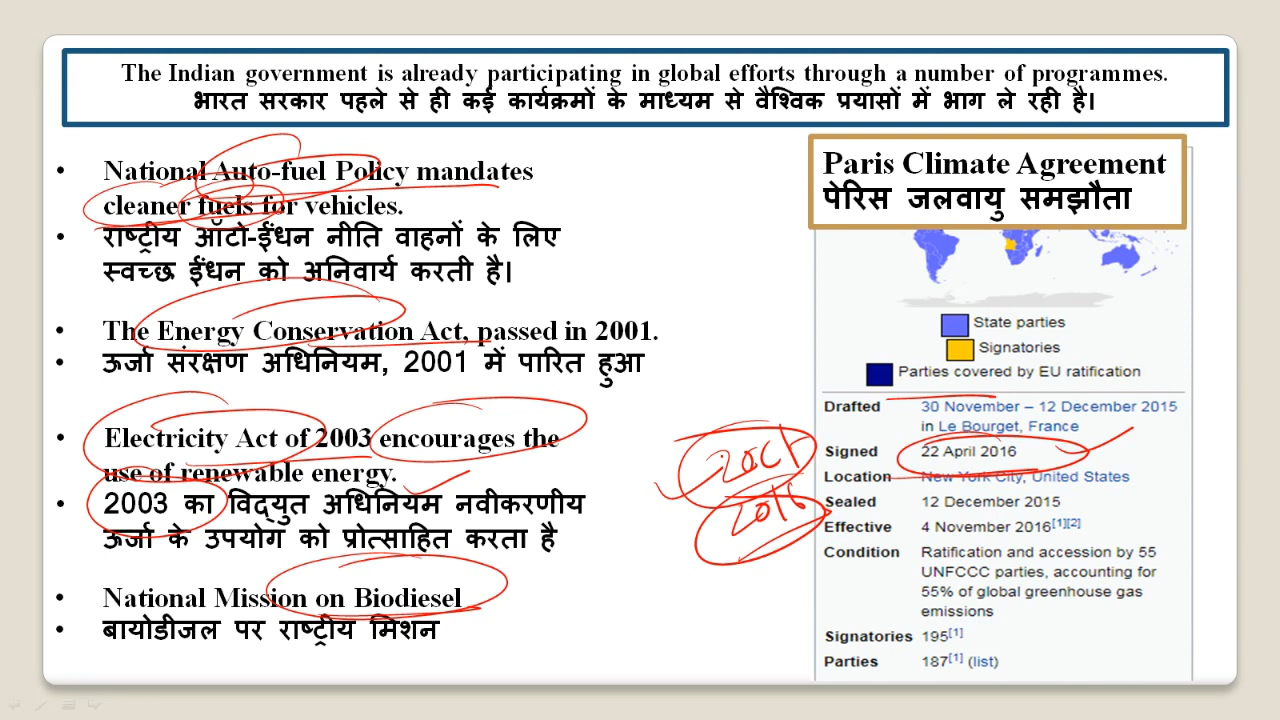 The Indian government is already participating in global efforts through a number of programmes.
भारत सरकार पहले से ही कई कार्यक्रमों के माध्यम से वैश्विक प्रयासों में भाग ले रही है।
• National Auto-fuel Policy mandates
cleaner fuels for vehicles.
• राष्ट्रीय ऑटो-ईंधन नीति वाहनों के लिए
स्वच्छ ईंधन को अनिवार्य करती है।
• The Energy Conservation Act, passed in 2001.
• ऊर्जा संरक्षण अधिनियम, 2001 में पारित हुआ
• Electricity Act of 2003 encourages the
use of renewable energy.
• 2003 का विद्युत अधिनियम नवीकरणीय
ऊर्जा के उपयोग को प्रोत्साहित करता है
• National Mission on Biodiesel
• बायोडीजल पर राष्ट्रीय मिशन
2016
Paris Climate Agreement
पेरिस जलवायु समझौता
State parties
Signatories
Parties covered by EU ratification
Drafted 30 November – 12 December 2015
in Le Bourget, France
Signed 22 April 2016
Location New York City, United States
Sealed 12 December 2015
Effective 4 November 2016[1][2]
Condition Ratification and accession by 55
UNFCCC parties, accounting for
55% of global greenhouse gas
emissions
Signatories 195[1]
Parties 187[1] (list)